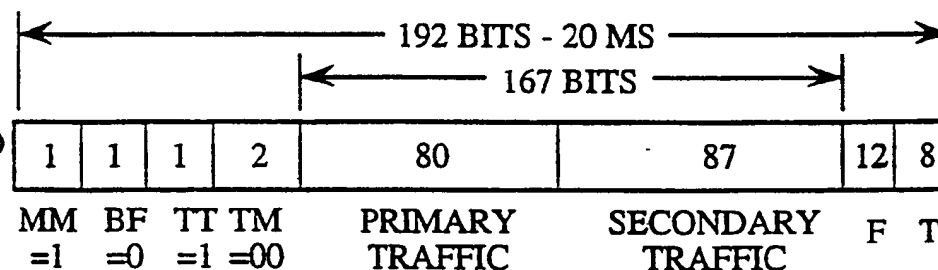 192 BITS - 20 MS
167 BITS
1 1 1 2 80 87 12 8
MM BF TT TM PRIMARY SECONDARY F T
=1 =0 =1 =00 TRAFFIC TRAFFIC